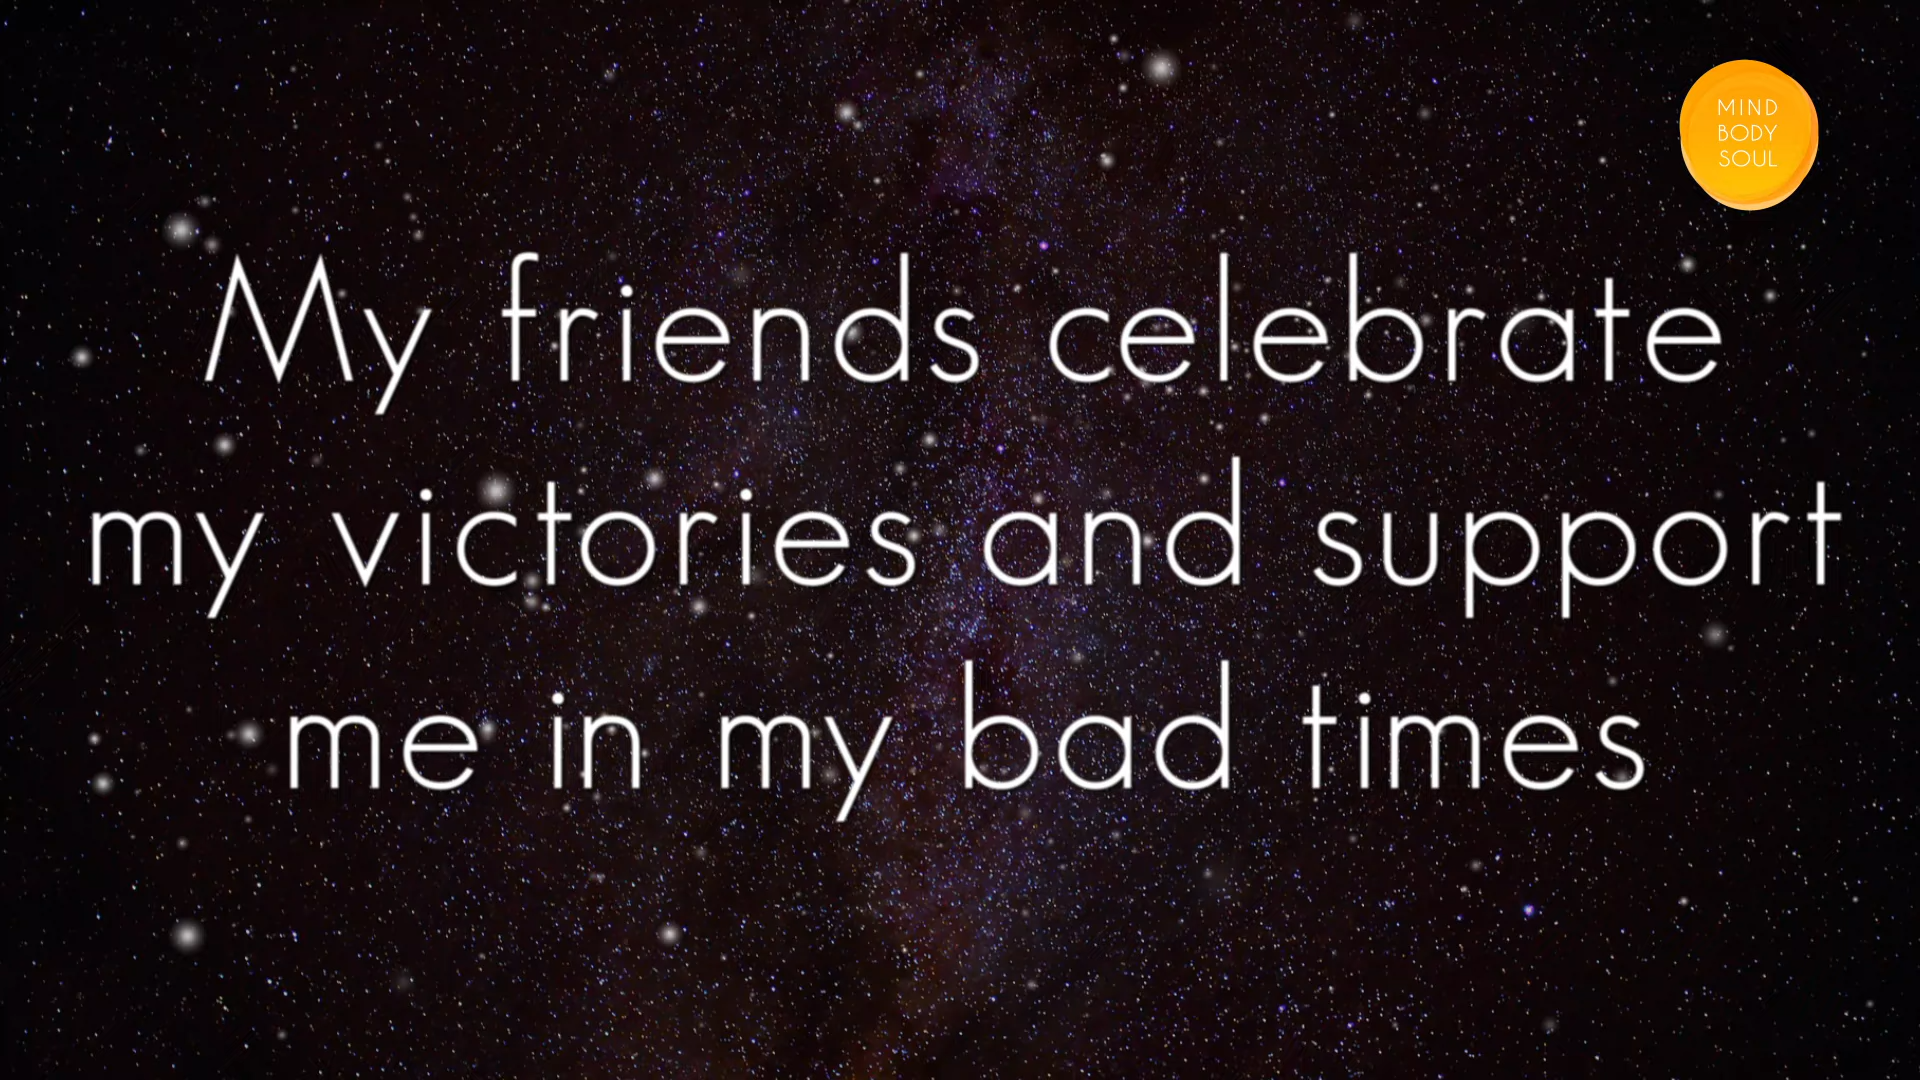 MIND
BODY
SOUL
My friends celebrate
my victories and support
me in my bad times